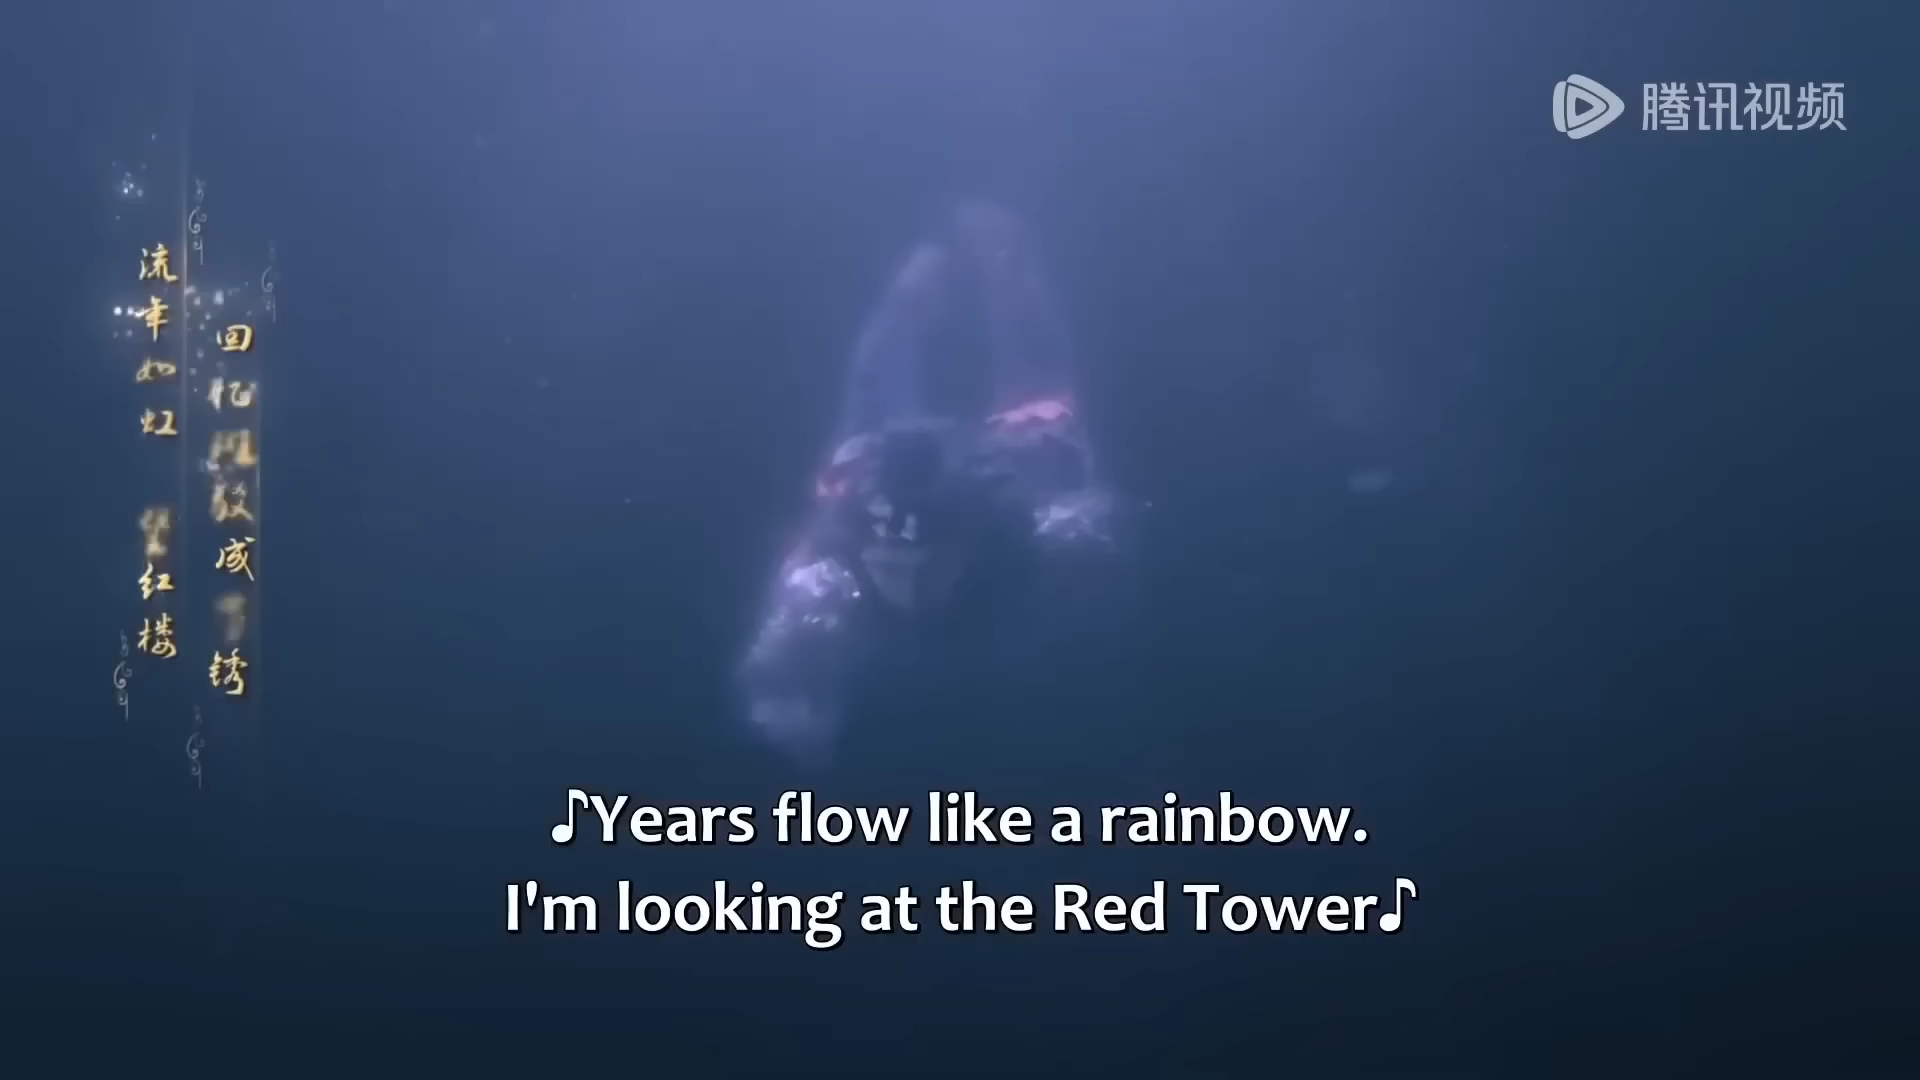 腾讯视频
流年如虹 望红楼
回忆 成 锈
♪Years flow like a rainbow.
I'm looking at the Red Tower♪